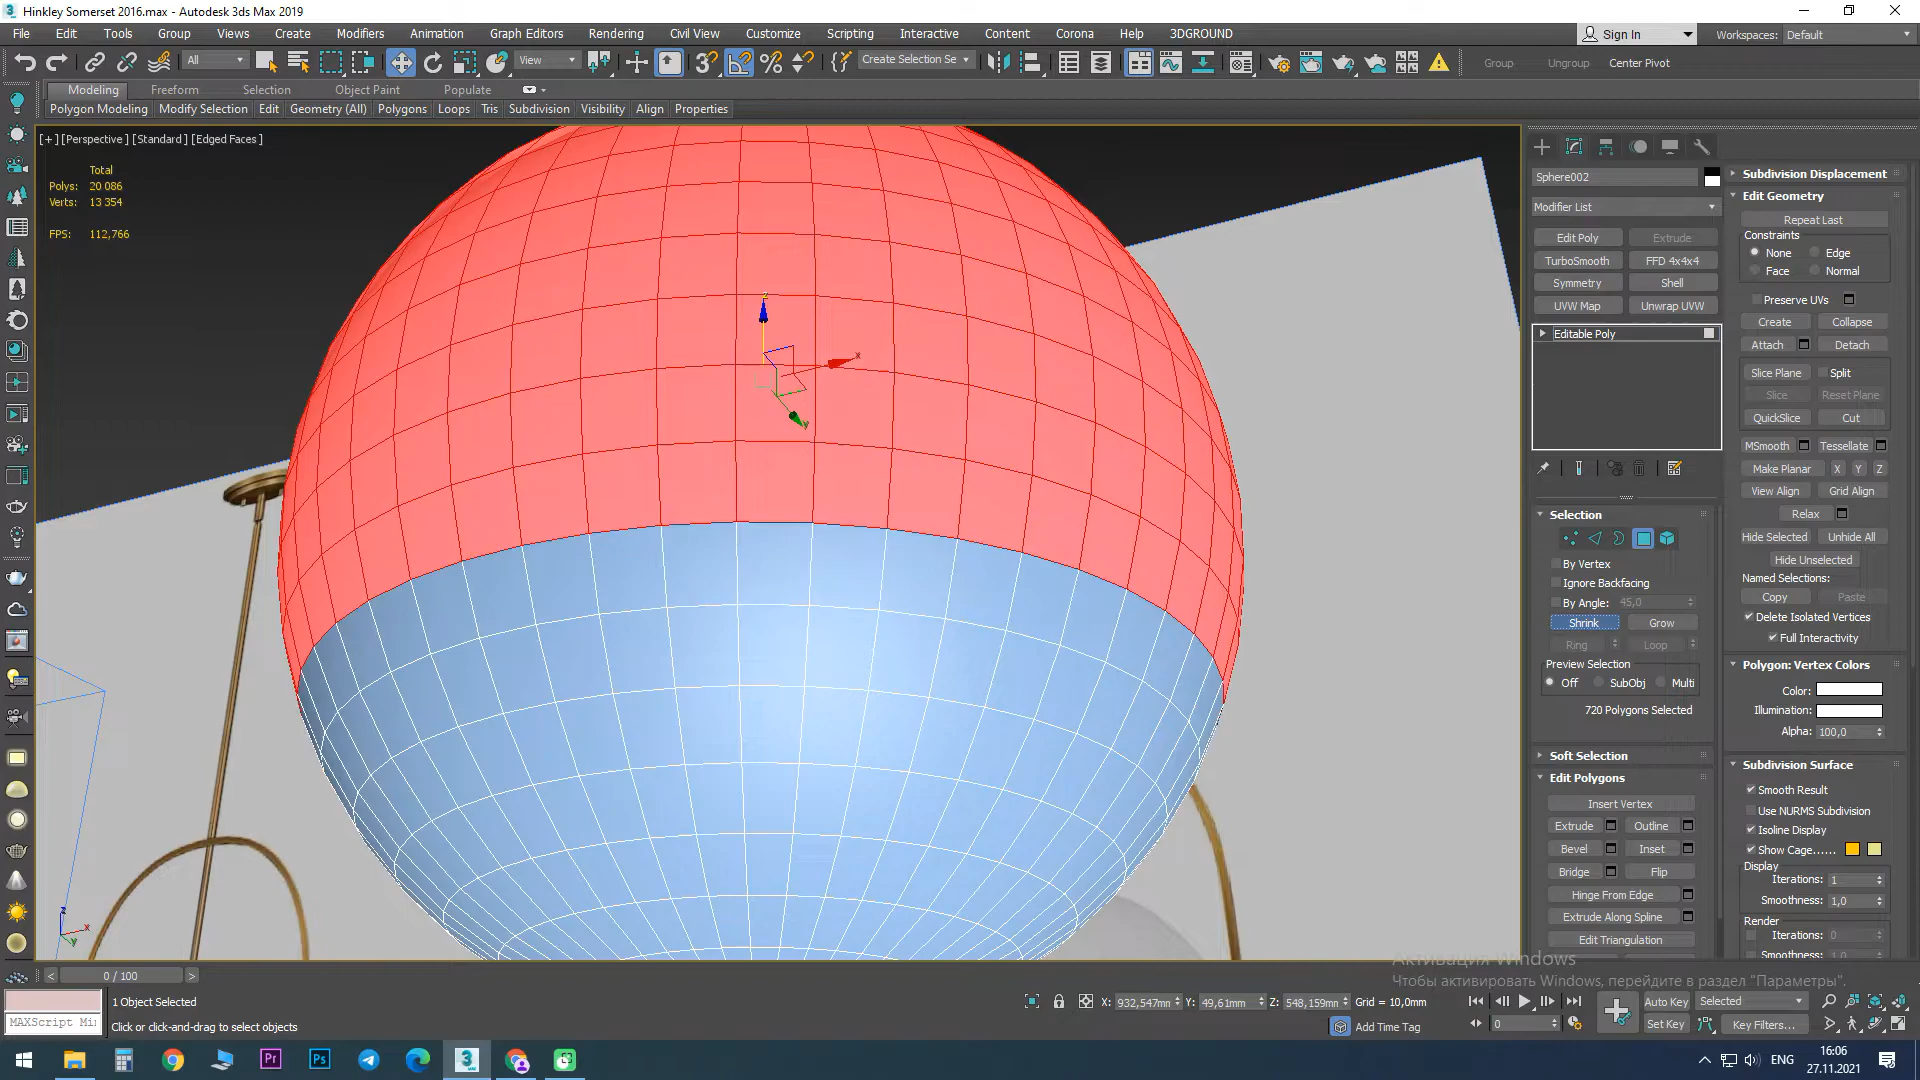 Hinkley Somerset 2016.max - Autodesk 3ds Max 2019
File Edit Tools Group Views Create Modifiers Animation Graph Editors Rendering Civil View Customize Scripting Interactive Content Corona Help 3DGROUND
Sign In Workspaces: Default
All View Create Selection Se Group Ungroup Center Pivot
Modeling Freeform Selection Object Paint Populate
Polygon Modeling Modify Selection Edit Geometry (All) Polygons Loops Tris Subdivision Visibility Align Properties
[+] [Perspective] [Standard] [Edged Faces]
Total
Polys: 20 086
Verts: 13 354
FPS: 112,766
z
x
y
z
x
y
Sphere002
Modifier List
Edit Poly Extrude
TurboSmooth FFD 4x4x4
Symmetry Shell
UVW Map Unwrap UVW
Editable Poly
Selection
By Vertex
Ignore Backfacing
By Angle: 45,0
Shrink Grow
Ring Loop
Preview Selection
Off SubObj Multi
720 Polygons Selected
Soft Selection
Edit Polygons
Insert Vertex
Extrude Outline
Bevel Inset
Bridge Flip
Hinge From Edge
Extrude Along Spline
Edit Triangulation
Subdivision Displacement
Edit Geometry
Repeat Last
Constraints
None Edge
Face Normal
Preserve UVs
Create Collapse
Attach Detach
Slice Plane Split
Slice Reset Plane
QuickSlice Cut
MSmooth Tessellate
Make Planar X Y Z
View Align Grid Align
Relax
Hide Selected Unhide All
Hide Unselected
Named Selections:
Copy Paste
Delete Isolated Vertices
Full Interactivity
Polygon: Vertex Colors
Color:
Illumination:
Alpha: 100,0
Subdivision Surface
Smooth Result
Use NURMS Subdivision
Isoline Display
Show Cage......
Display
Iterations: 1
Smoothness: 1,0
Render
Iterations: 0
Smoothness: 1,0
Активация Windows
Чтобы активировать Windows, перейдите в раздел "Параметры".
< 0 / 100 >
1 Object Selected
MAXScript Mi
Click or click-and-drag to select objects
X: 932,547mm Y: 49,61mm Z: 548,159mm Grid = 10,0mm
Add Time Tag
0
Auto Key Selected
Set Key Key Filters...
Pr Ps 3
ENG
16:06
27.11.2021